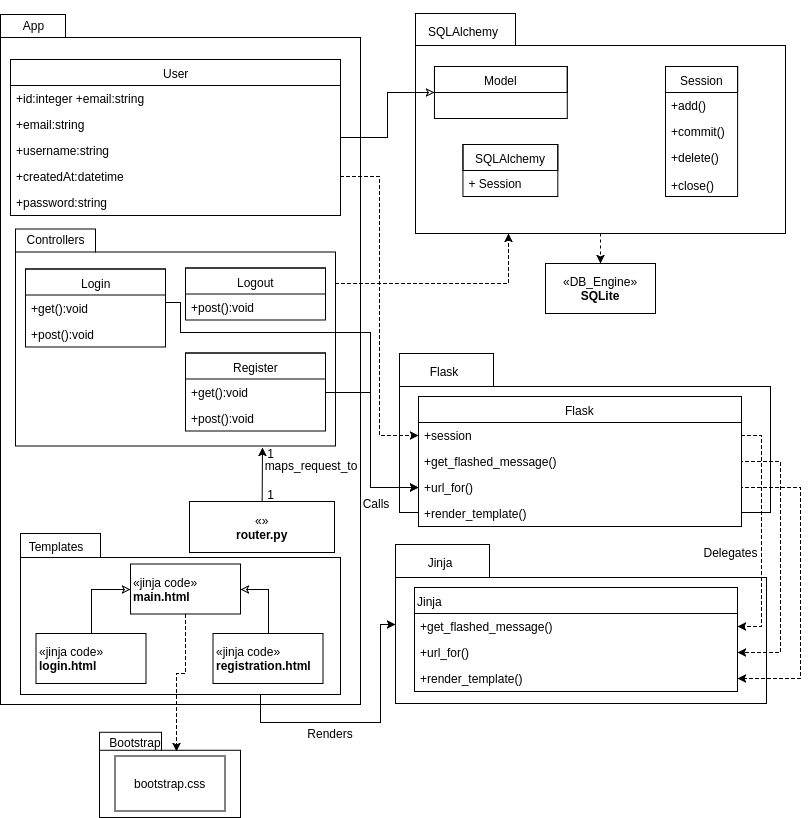 App
User
+id:integer +email:string
+email:string
+username:string
+createdAt:datetime
+password:string
Controllers
Login
+get():void
+post():void
Logout
+post():void
Register
+get():void
+post():void
1
maps_request_to
1
«»
router.py
Templates
«jinja code»
main.html
«jinja code»
login.html
«jinja code»
registration.html
Renders
Bootstrap
bootstrap.css
SQLAlchemy
Model
Session
+add()
+commit()
+delete()
+close()
SQLAlchemy
+ Session
«DB_Engine»
SQLite
Flask
Flask
+session
+get_flashed_message()
+url_for()
+render_template()
Calls
Delegates
Jinja
Jinja
+get_flashed_message()
+url_for()
+render_template()